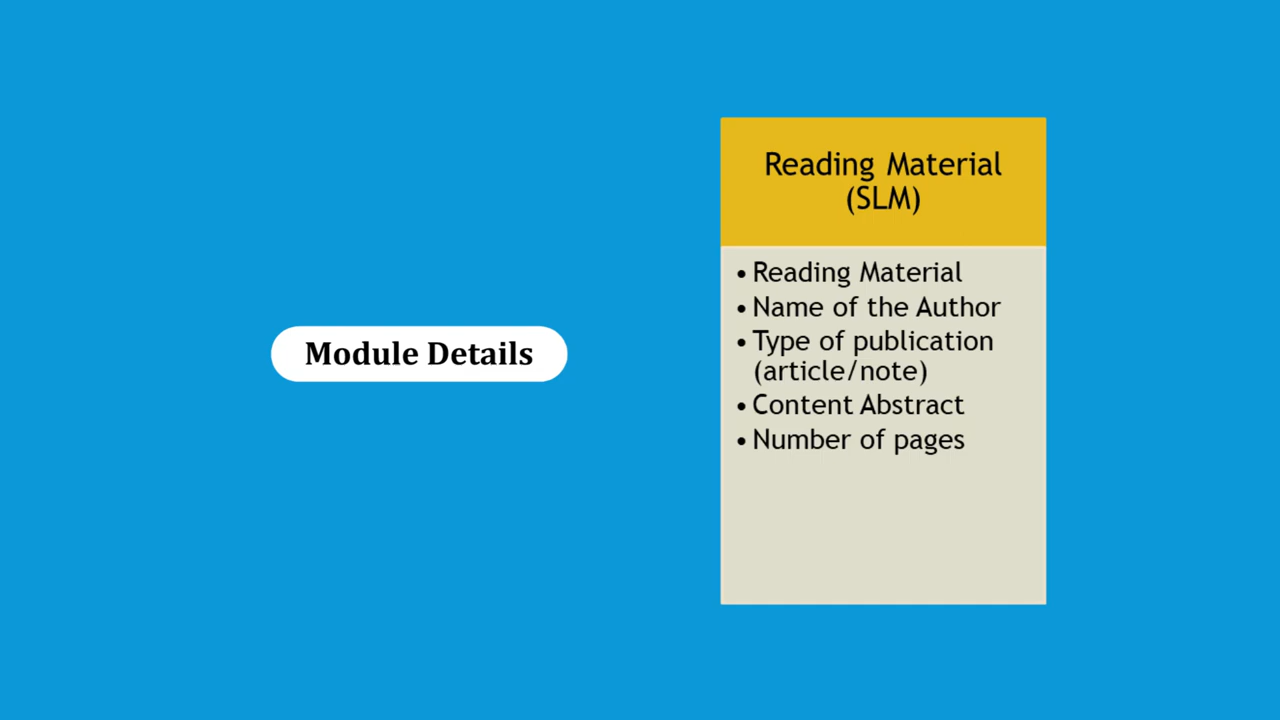 Module Details
Reading Material
(SLM)
• Reading Material
• Name of the Author
• Type of publication
(article/note)
• Content Abstract
• Number of pages